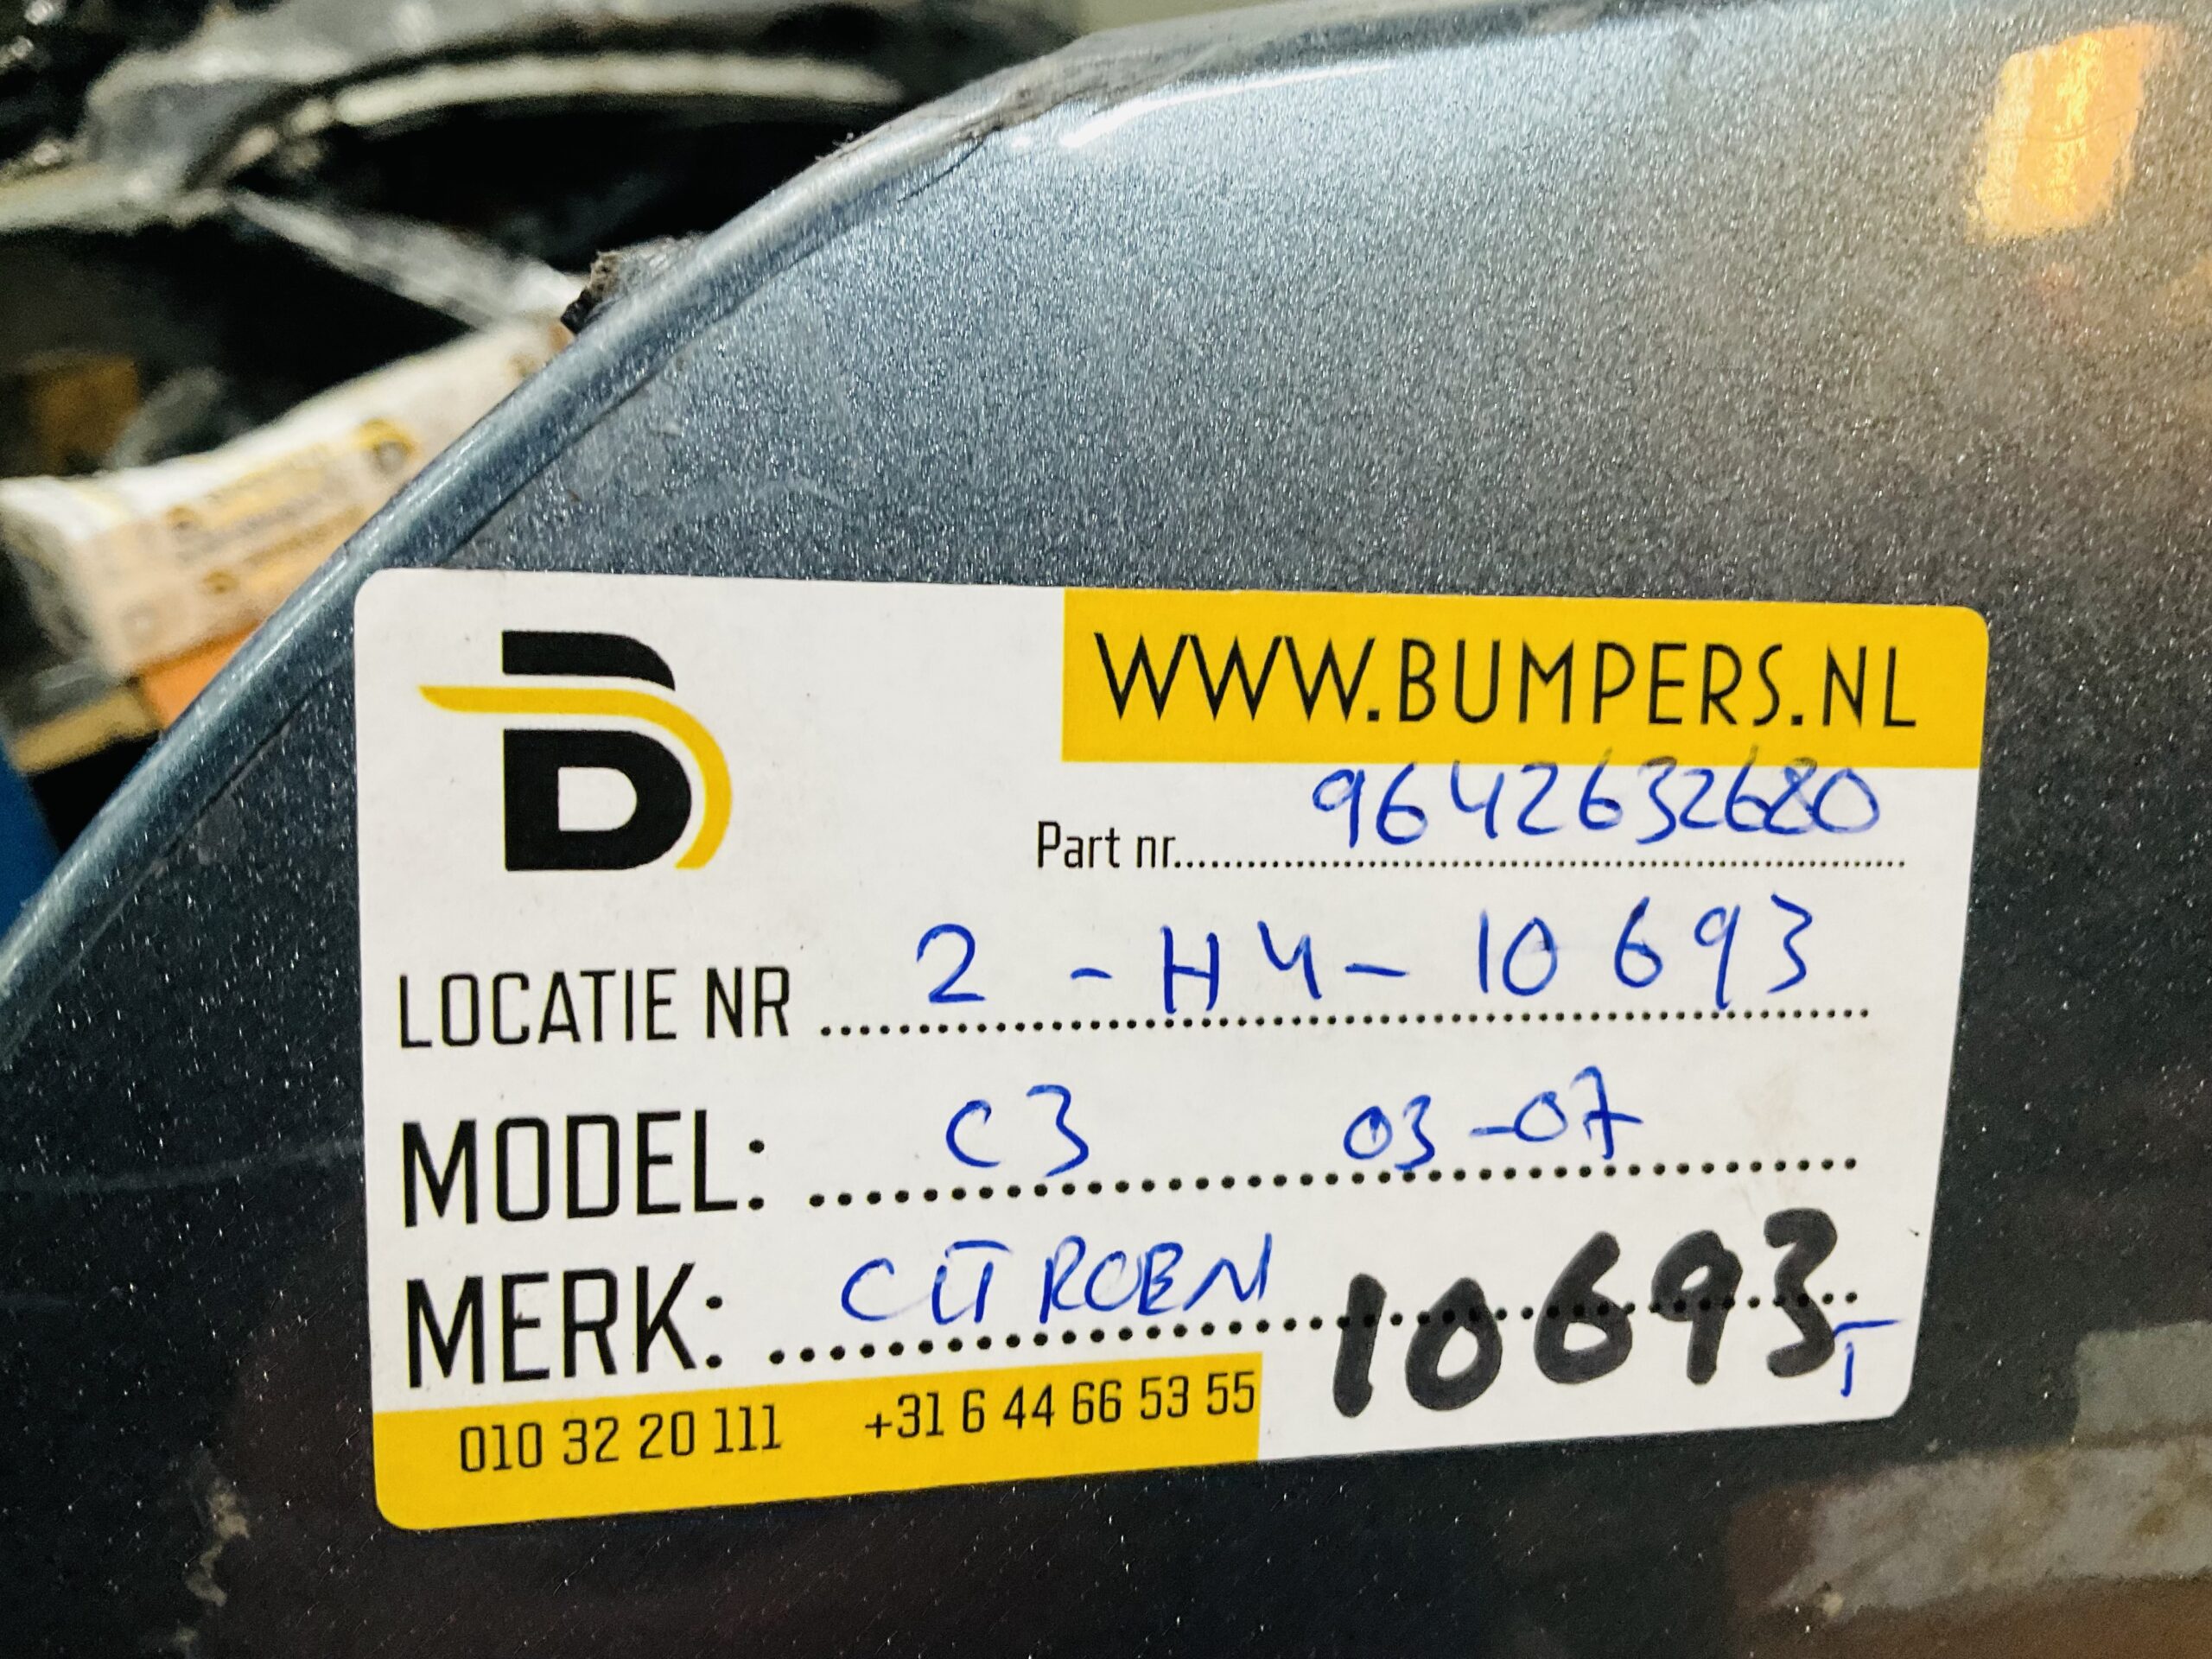 B
WWW.BUMPERS.NL
Part nr. 9642632680
LOCATIE NR 2-H4-10693
MODEL: C3 03-07
MERK: CITROEN 10693 T
010 32 20 111 +31 6 44 66 53 55